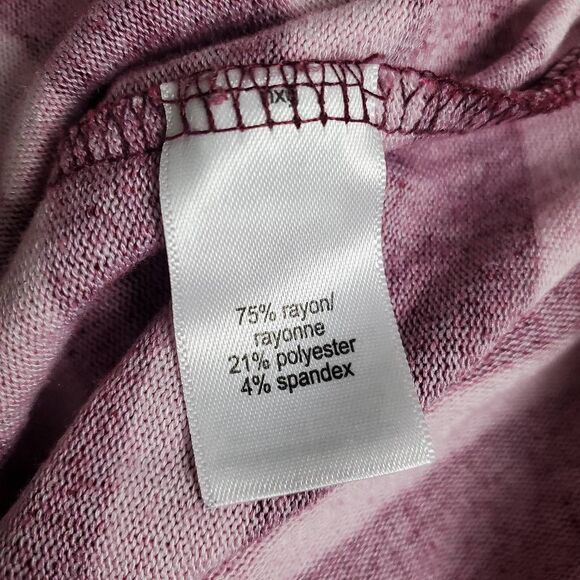 75% rayon/
rayonne
21% polyester
4% spandex